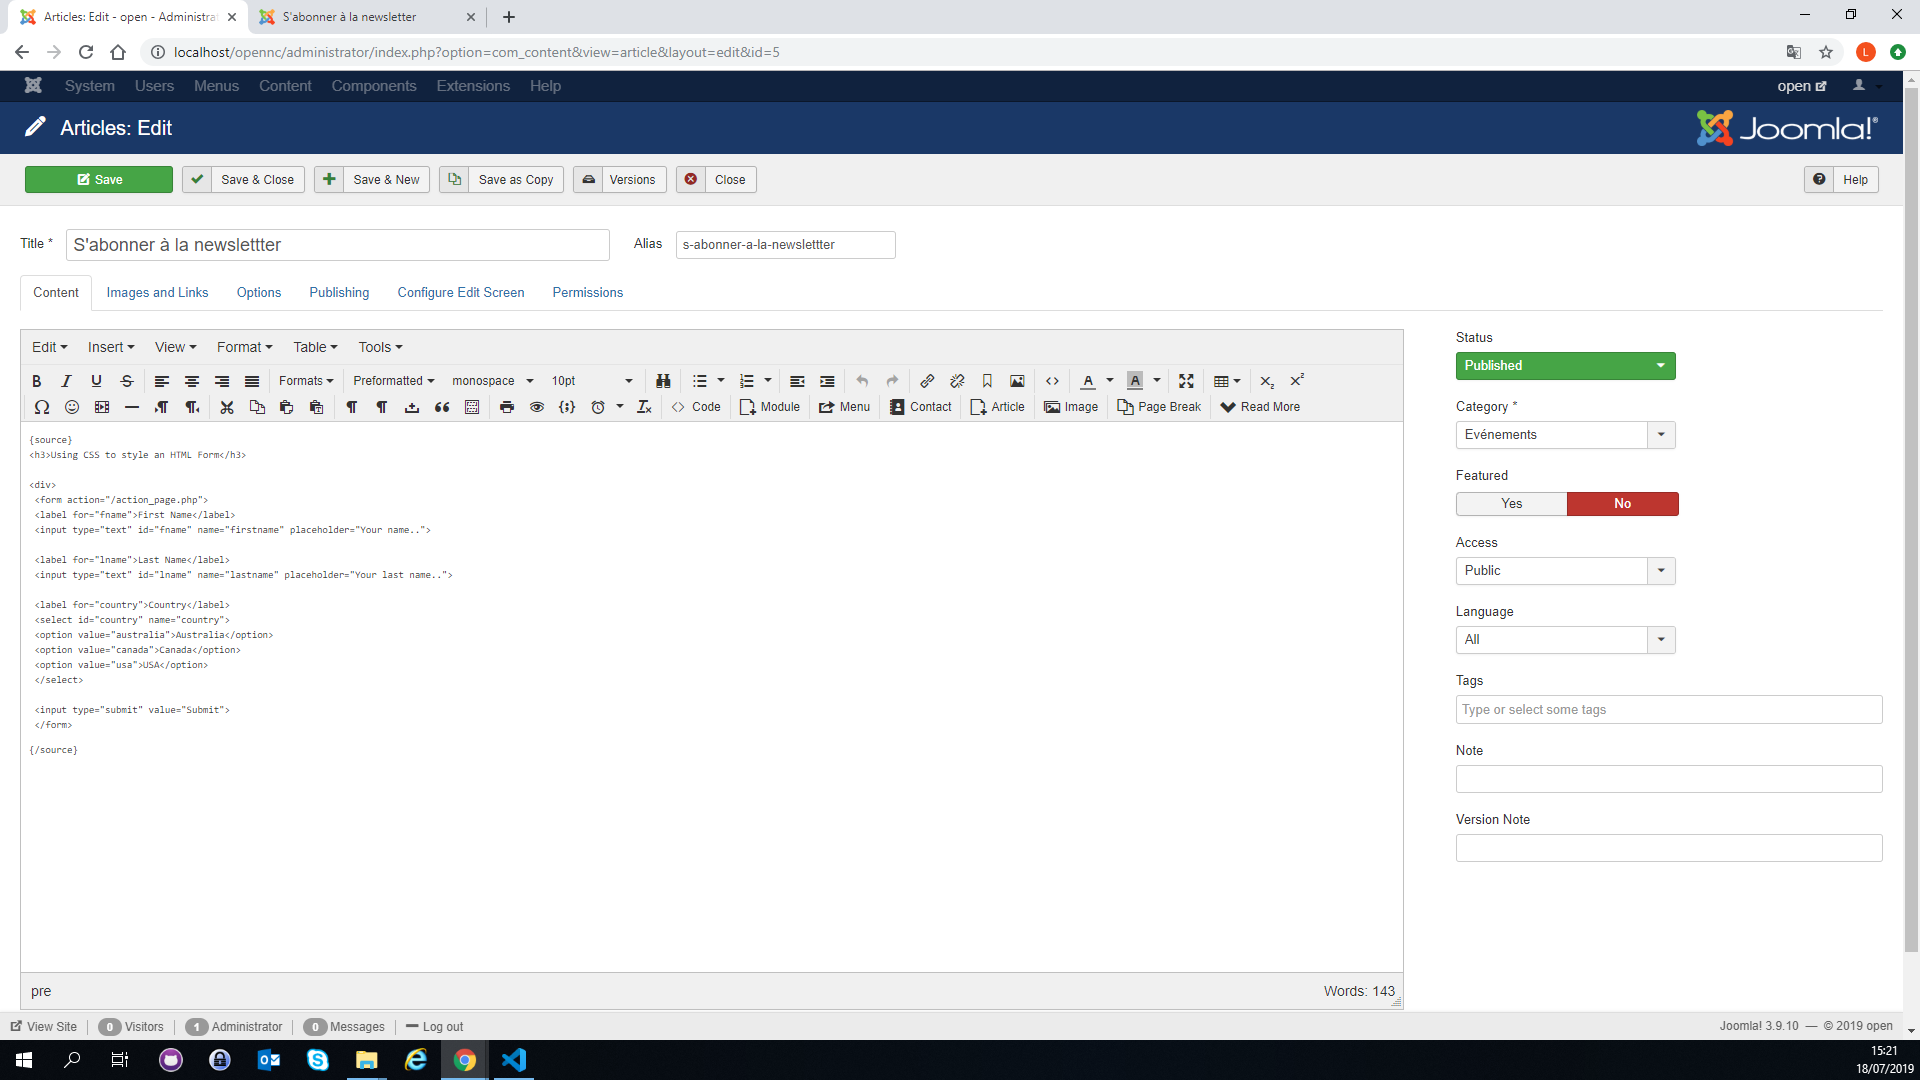 Articles: Edit - open - Administrat
S'abonner à la newsletter
localhost/opennc/administrator/index.php?option=com_content&view=article&layout=edit&id=5
System Users Menus Content Components Extensions Help open
Articles: Edit Joomla!®
Save Save & Close Save & New Save as Copy Versions Close Help
Title * S'abonner à la newslettter Alias s-abonner-a-la-newslettter
Content Images and Links Options Publishing Configure Edit Screen Permissions
Edit Insert View Format Table Tools
B I U S Formats Preformatted monospace 10pt
Code Module Menu Contact Article Image Page Break Read More
{source}
<h3>Using CSS to style an HTML Form</h3>
<div>
<form action="/action_page.php">
<label for="fname">First Name</label>
<input type="text" id="fname" name="firstname" placeholder="Your name..">
<label for="lname">Last Name</label>
<input type="text" id="lname" name="lastname" placeholder="Your last name..">
<label for="country">Country</label>
<select id="country" name="country">
<option value="australia">Australia</option>
<option value="canada">Canada</option>
<option value="usa">USA</option>
</select>
<input type="submit" value="Submit">
</form>
{/source}
pre Words: 143
Status
Published
Category *
Evénements
Featured
Yes No
Access
Public
Language
All
Tags
Type or select some tags
Note
Version Note
View Site 0 Visitors 1 Administrator 0 Messages Log out Joomla! 3.9.10 — © 2019 open
15:21
18/07/2019